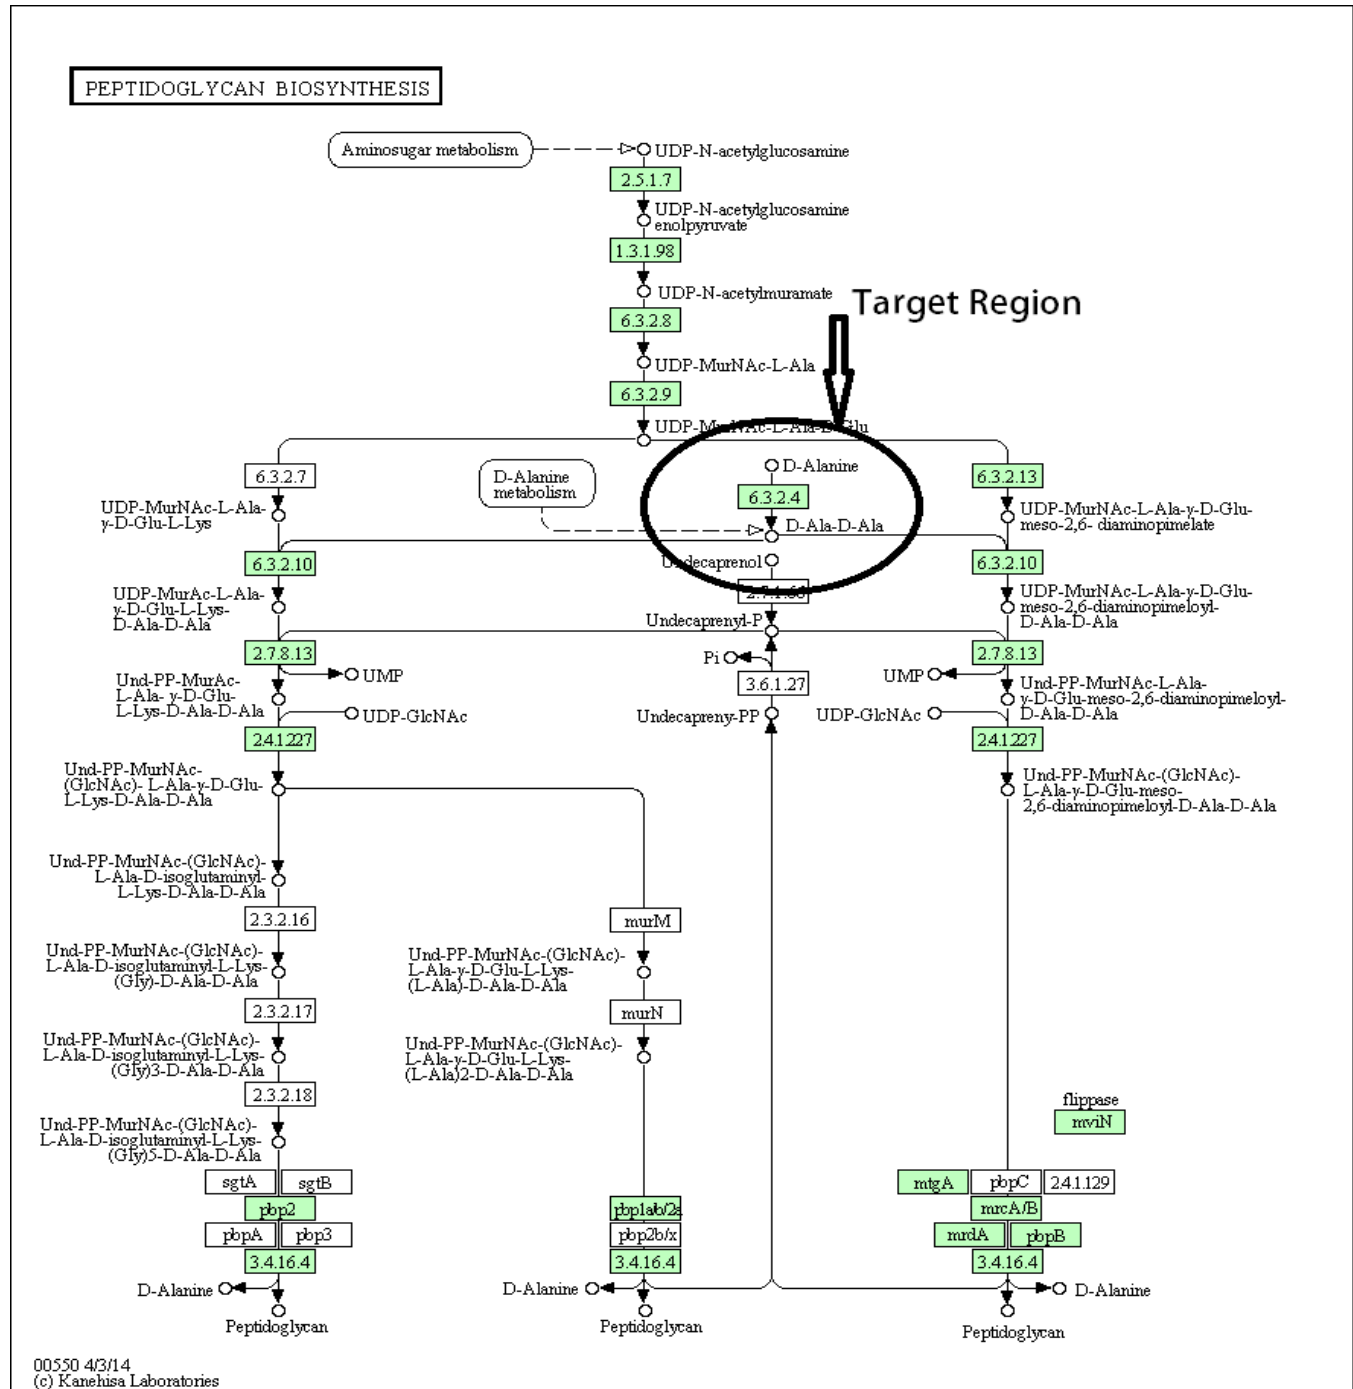 PEPTIDOGLYCAN BIOSYNTHESIS
Aminosugar metabolism
UDP-N-acetylglucosamine
2.5.1.7
UDP-N-acetylglucosamine
enolpyruvate
1.3.1.98
UDP-N-acetylmuramate
Target Region
6.3.2.8
UDP-MurNAc-L-Ala
6.3.2.9
UDP-MurNAc-L-Ala-D-Glu
6.3.2.7
D-Alanine
metabolism
D-Alanine
6.3.2.4
6.3.2.13
UDP-MurNAc-L-Ala-
γ-D-Glu-L-Lys
D-Ala-D-Ala
UDP-MurNAc-L-Ala-γ-D-Glu-
meso-2,6- diaminopimelate
6.3.2.10
Undecaprenol
6.3.2.10
2.7.1.66
UDP-MurAc-L-Ala-
γ-D-Glu-L-Lys-
D-Ala-D-Ala
UDP-MurNAc-L-Ala-γ-D-Glu-
meso-2,6-diaminopimeloyl-
D-Ala-D-Ala
Undecaprenyl-P
2.7.8.13
Pi
2.7.8.13
UMP
UMP
3.6.1.27
Und-PP-MurAc-
L-Ala- γ-D-Glu-
L-Lys-D-Ala-D-Ala
Und-PP-MurNAc-L-Ala-
γ-D-Glu-meso-2,6-diaminopimeloyl-
D-Ala-D-Ala
UDP-GlcNAc
Undecapreny-PP
UDP-GlcNAc
2.4.1.227
2.4.1.227
Und-PP-MurNAc-
(GlcNAc)- L-Ala-γ-D-Glu-
L-Lys-D-Ala-D-Ala
Und-PP-MurNAc-(GlcNAc)-
L-Ala-γ-D-Glu-meso-
2,6-diaminopimeloyl-D-Ala-D-Ala
Und-PP-MurNAc-(GlcNAc)-
L-Ala-D-isoglutaminyl-
L-Lys-D-Ala-D-Ala
2.3.2.16
murM
Und-PP-MurNAc-(GlcNAc)-
L-Ala-D-isoglutaminyl-L-Lys-
(Gly)-D-Ala-D-Ala
Und-PP-MurNAc-(GlcNAc)-
L-Ala-γ-D-Glu-L-Lys-
(L-Ala)-D-Ala-D-Ala
2.3.2.17
murN
Und-PP-MurNAc-(GlcNAc)-
L-Ala-D-isoglutaminyl-L-Lys-
(Gly)3-D-Ala-D-Ala
Und-PP-MurNAc-(GlcNAc)-
L-Ala-γ-D-Glu-L-Lys-
(L-Ala)2-D-Ala-D-Ala
2.3.2.18
flippase
mviN
Und-PP-MurNAc-(GlcNAc)-
L-Ala-D-isoglutaminyl-L-Lys-
(Gly)5-D-Ala-D-Ala
sgtA sgtB
mtgA pbpC 2.4.1.129
pbp2
pbp1a/b/2a
mrcA/B
pbpA pbp3
pbp2b/x
mrdA pbpB
3.4.16.4
3.4.16.4
3.4.16.4
D-Alanine
D-Alanine
D-Alanine
Peptidoglycan
Peptidoglycan
Peptidoglycan
00550 4/3/14
(c) Kanehisa Laboratories